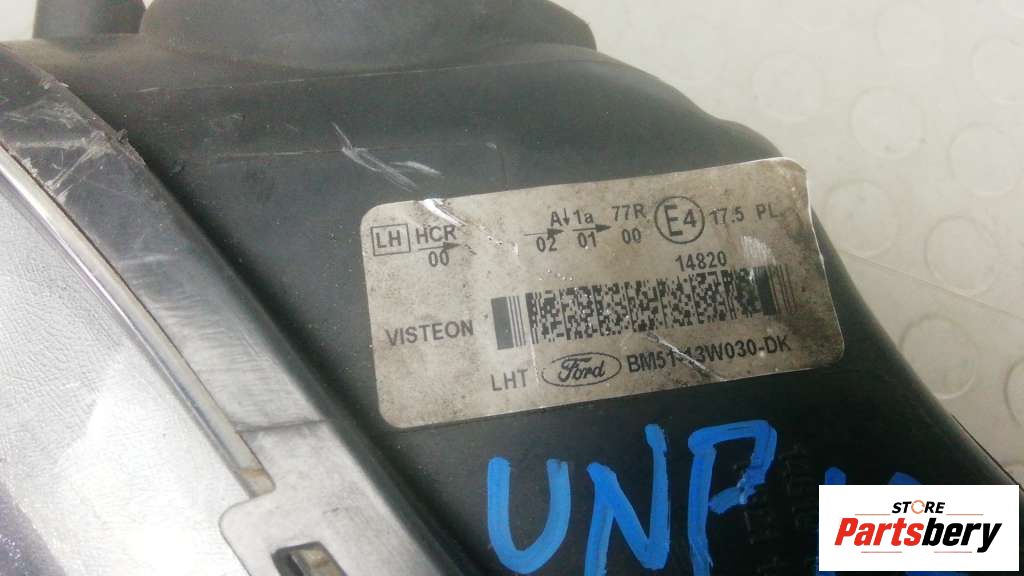 LH HCR A↓1a 77R E4 17.5 PL
00 02 01 00
14820
VISTEON
LHT Ford BM51-13W030-DK
UNP
STORE
Partsbery